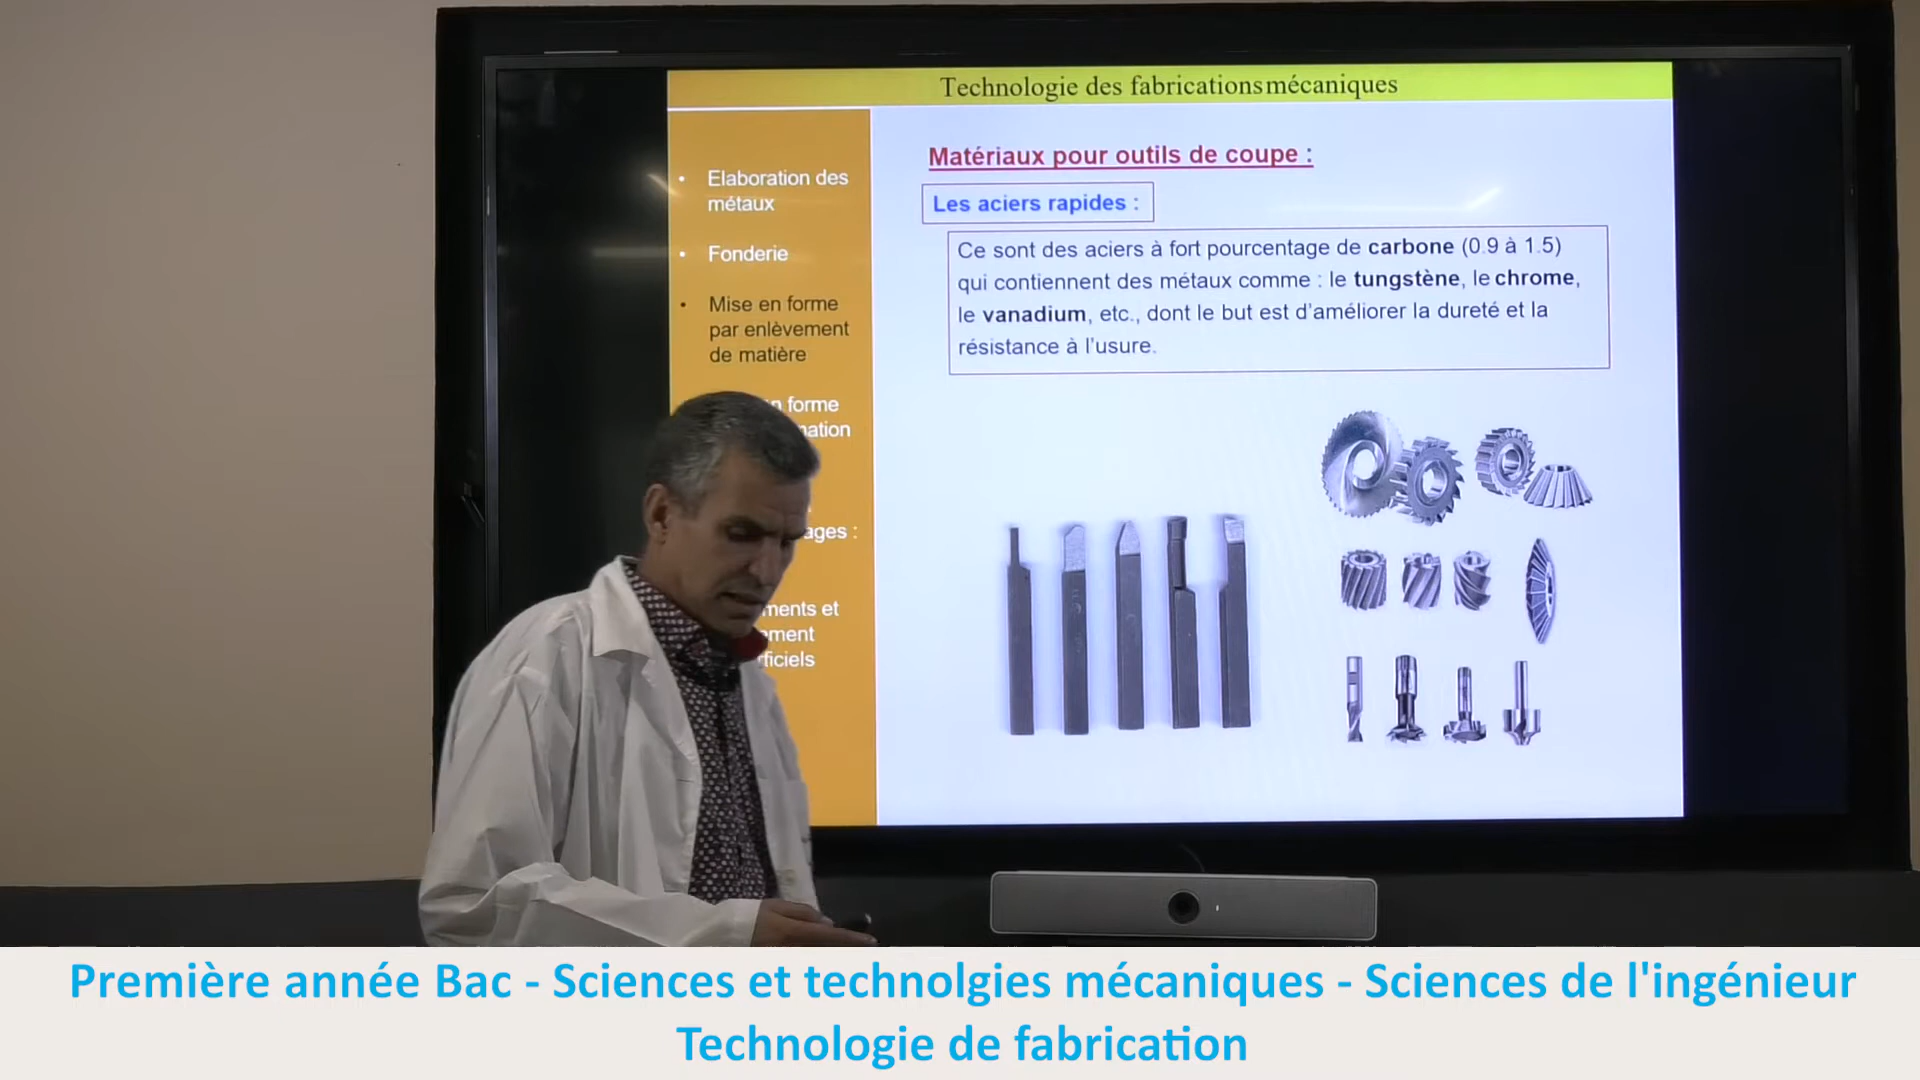 Technologie des fabrications mécaniques
• Elaboration des
métaux
• Fonderie
• Mise en forme
par enlèvement
de matière
forme
Matériaux pour outils de coupe :
Les aciers rapides :
Ce sont des aciers à fort pourcentage de carbone (0.9 à 1.5)
qui contiennent des métaux comme : le tungstène, le chrome,
le vanadium, etc., dont le but est d'améliorer la dureté et la
résistance à l'usure.
Première année Bac - Sciences et technolgies mécaniques - Sciences de l'ingénieur
Technologie de fabrication